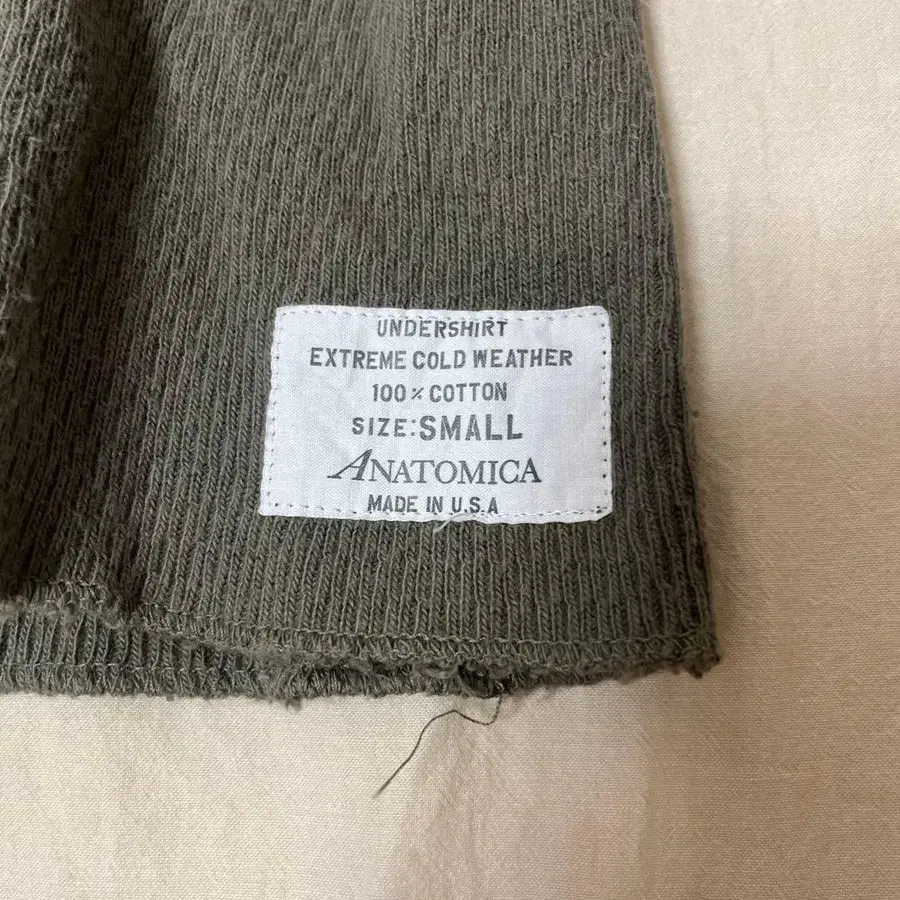 UNDERSHIRT
EXTREME COLD WEATHER
100% COTTON
SIZE:SMALL
ANATOMICA
MADE IN U.S.A